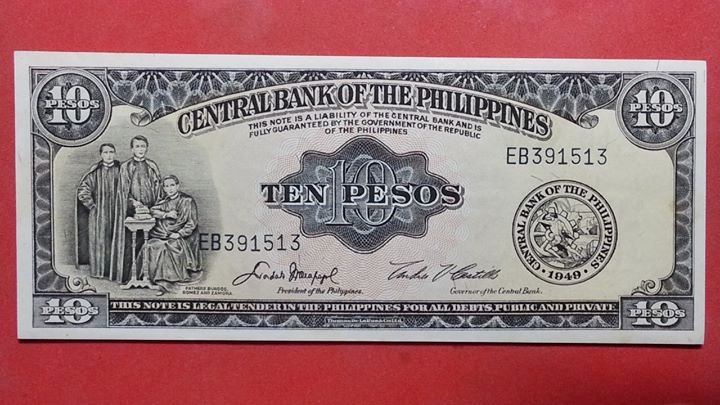 10 PESOS
10 PESOS
CENTRAL BANK OF THE PHILIPPINES
THIS NOTE IS A LIABILITY OF THE CENTRAL BANK AND IS
FULLY GUARANTEED BY THE GOVERNMENT OF THE REPUBLIC
OF THE PHILIPPINES
EB391513
TEN PESOS
10
CENTRAL BANK OF THE PHILIPPINES
1949
EB391513
FATHERS BURGOS,
GOMEZ AND ZAMORA
President of the Philippines.
Governor of the Central Bank.
10 PESOS
THIS NOTE IS LEGAL TENDER IN THE PHILIPPINES FOR ALL DEBTS, PUBLIC AND PRIVATE
10 PESOS